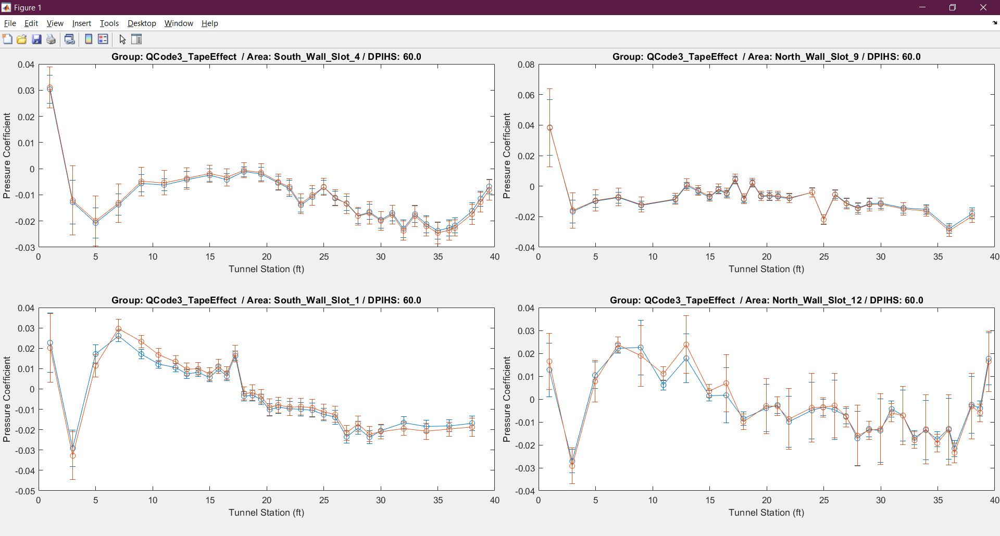 Figure 1
File Edit View Insert Tools Desktop Window Help
Group: QCode3_TapeEffect / Area: South_Wall_Slot_4 / DPIHS: 60.0
0.04
0.03
0.02
0.01
0
-0.01
-0.02
-0.03
Pressure Coefficient
0 5 10 15 20 25 30 35 40
Tunnel Station (ft)
Group: QCode3_TapeEffect / Area: North_Wall_Slot_9 / DPIHS: 60.0
0.08
0.06
0.04
0.02
0
-0.02
-0.04
Pressure Coefficient
0 5 10 15 20 25 30 35 40
Tunnel Station (ft)
Group: QCode3_TapeEffect / Area: South_Wall_Slot_1 / DPIHS: 60.0
0.04
0.03
0.02
0.01
0
-0.01
-0.02
-0.03
-0.04
-0.05
Pressure Coefficient
0 5 10 15 20 25 30 35 40
Tunnel Station (ft)
Group: QCode3_TapeEffect / Area: North_Wall_Slot_12 / DPIHS: 60.0
0.04
0.03
0.02
0.01
0
-0.01
-0.02
-0.03
-0.04
Pressure Coefficient
0 5 10 15 20 25 30 35 40
Tunnel Station (ft)